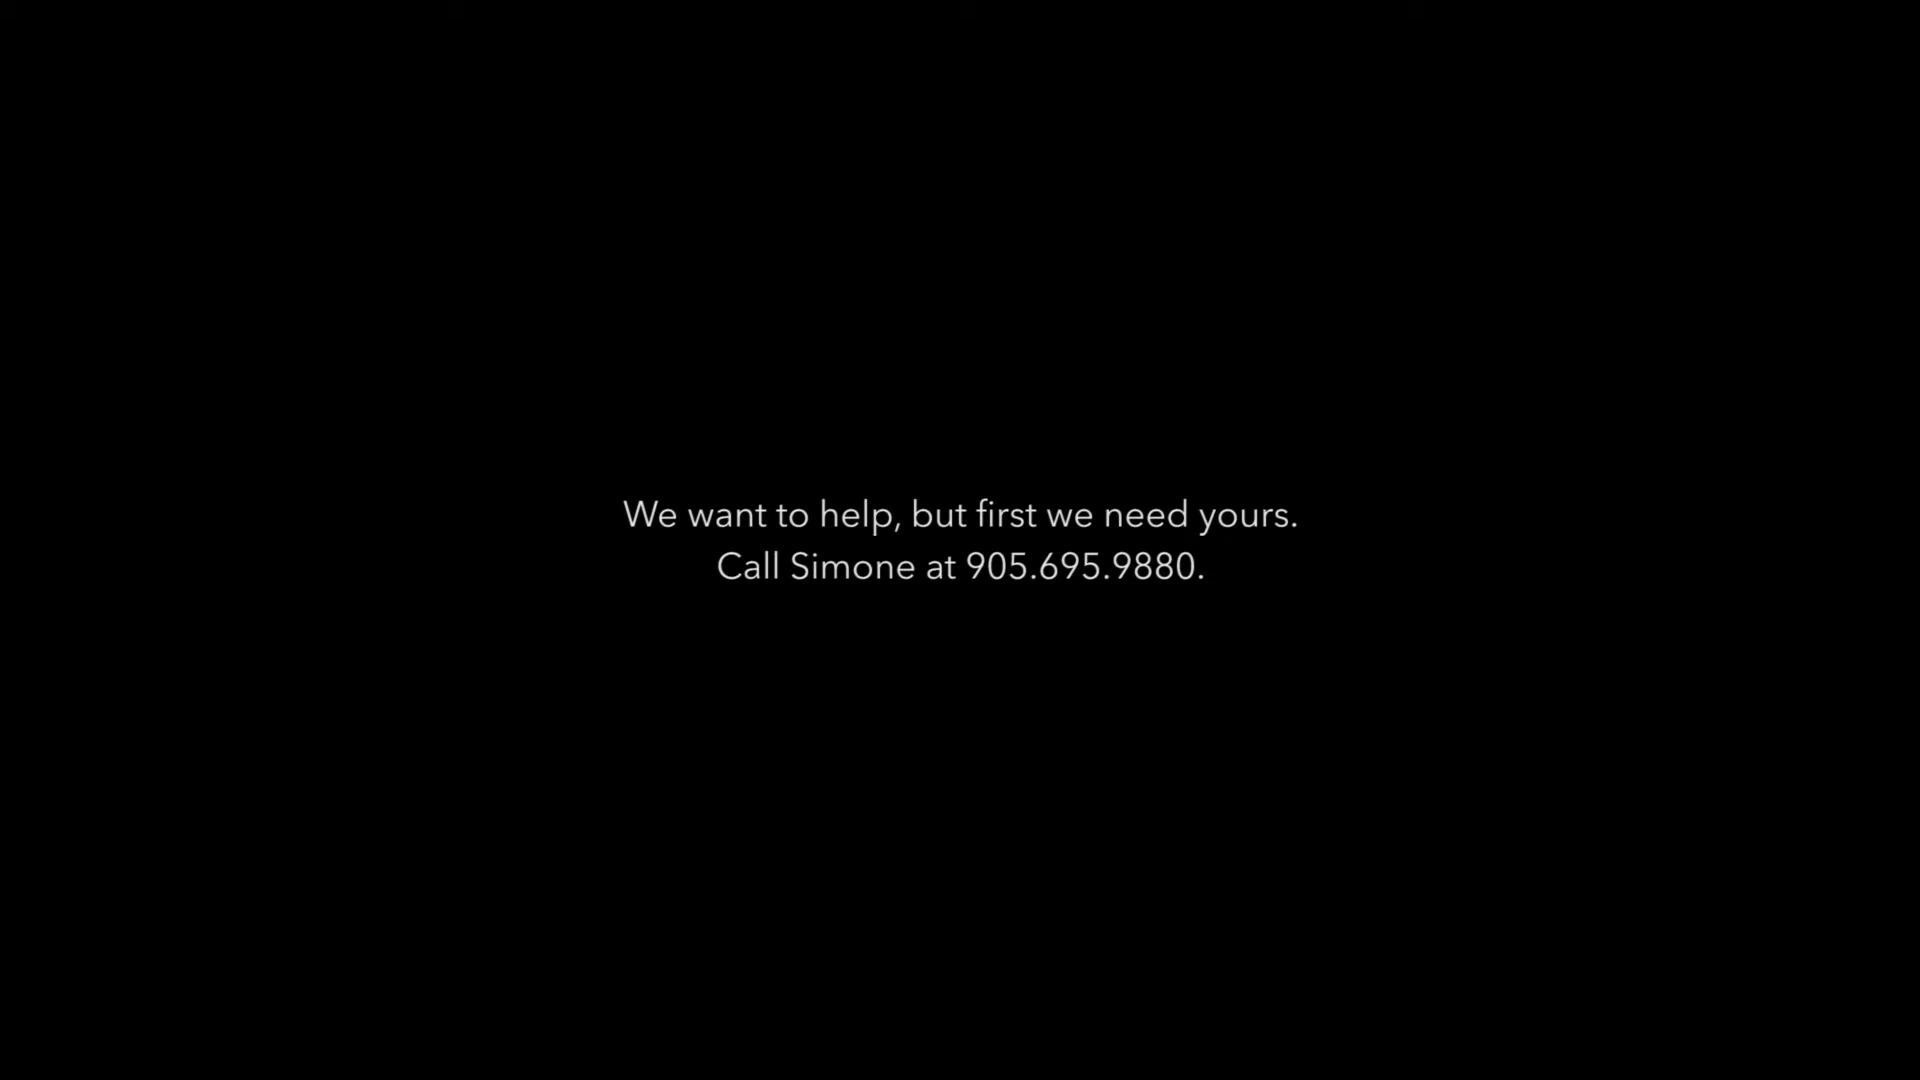 We want to help, but first we need yours.
Call Simone at 905.695.9880.